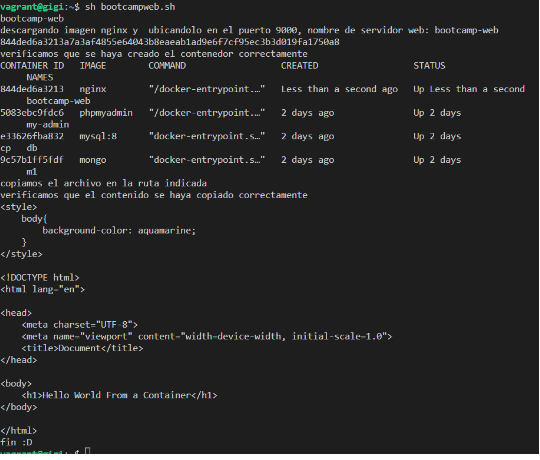 vagrant@gigi:~$ sh bootcampweb.sh
bootcamp-web
descargando imagen nginx y  ubicandolo en el puerto 9000, nombre de servidor web: bootcamp-web
844ded6a3213a7a3af4855e64043b8eaeab1ad9e6f7cf95ec3b3d019fa1750a8
verificamos que se haya creado el contenedor correctamente
CONTAINER ID   IMAGE        COMMAND                  CREATED                  STATUS
     NAMES
844ded6a3213   nginx        "/docker-entrypoint.…"   Less than a second ago   Up Less than a second
     bootcamp-web
5083ebc9fdc6   phpmyadmin   "/docker-entrypoint.…"   2 days ago               Up 2 days
     my-admin
e33626fba832   mysql:8      "docker-entrypoint.s…"   2 days ago               Up 2 days
cp   db
9c57b1ff5fdf   mongo        "docker-entrypoint.s…"   2 days ago               Up 2 days
     m1
copiamos el archivo en la ruta indicada
verificamos que el contenido se haya copiado correctamente
<style>
    body{
        background-color: aquamarine;
    }
</style>
<!DOCTYPE html>
<html lang="en">
<head>
    <meta charset="UTF-8">
    <meta name="viewport" content="width=device-width, initial-scale=1.0">
    <title>Document</title>
</head>
<body>
    <h1>Hello World From a Container</h1>
</body>
</html>
fin :D
vagrant@gigi:~$